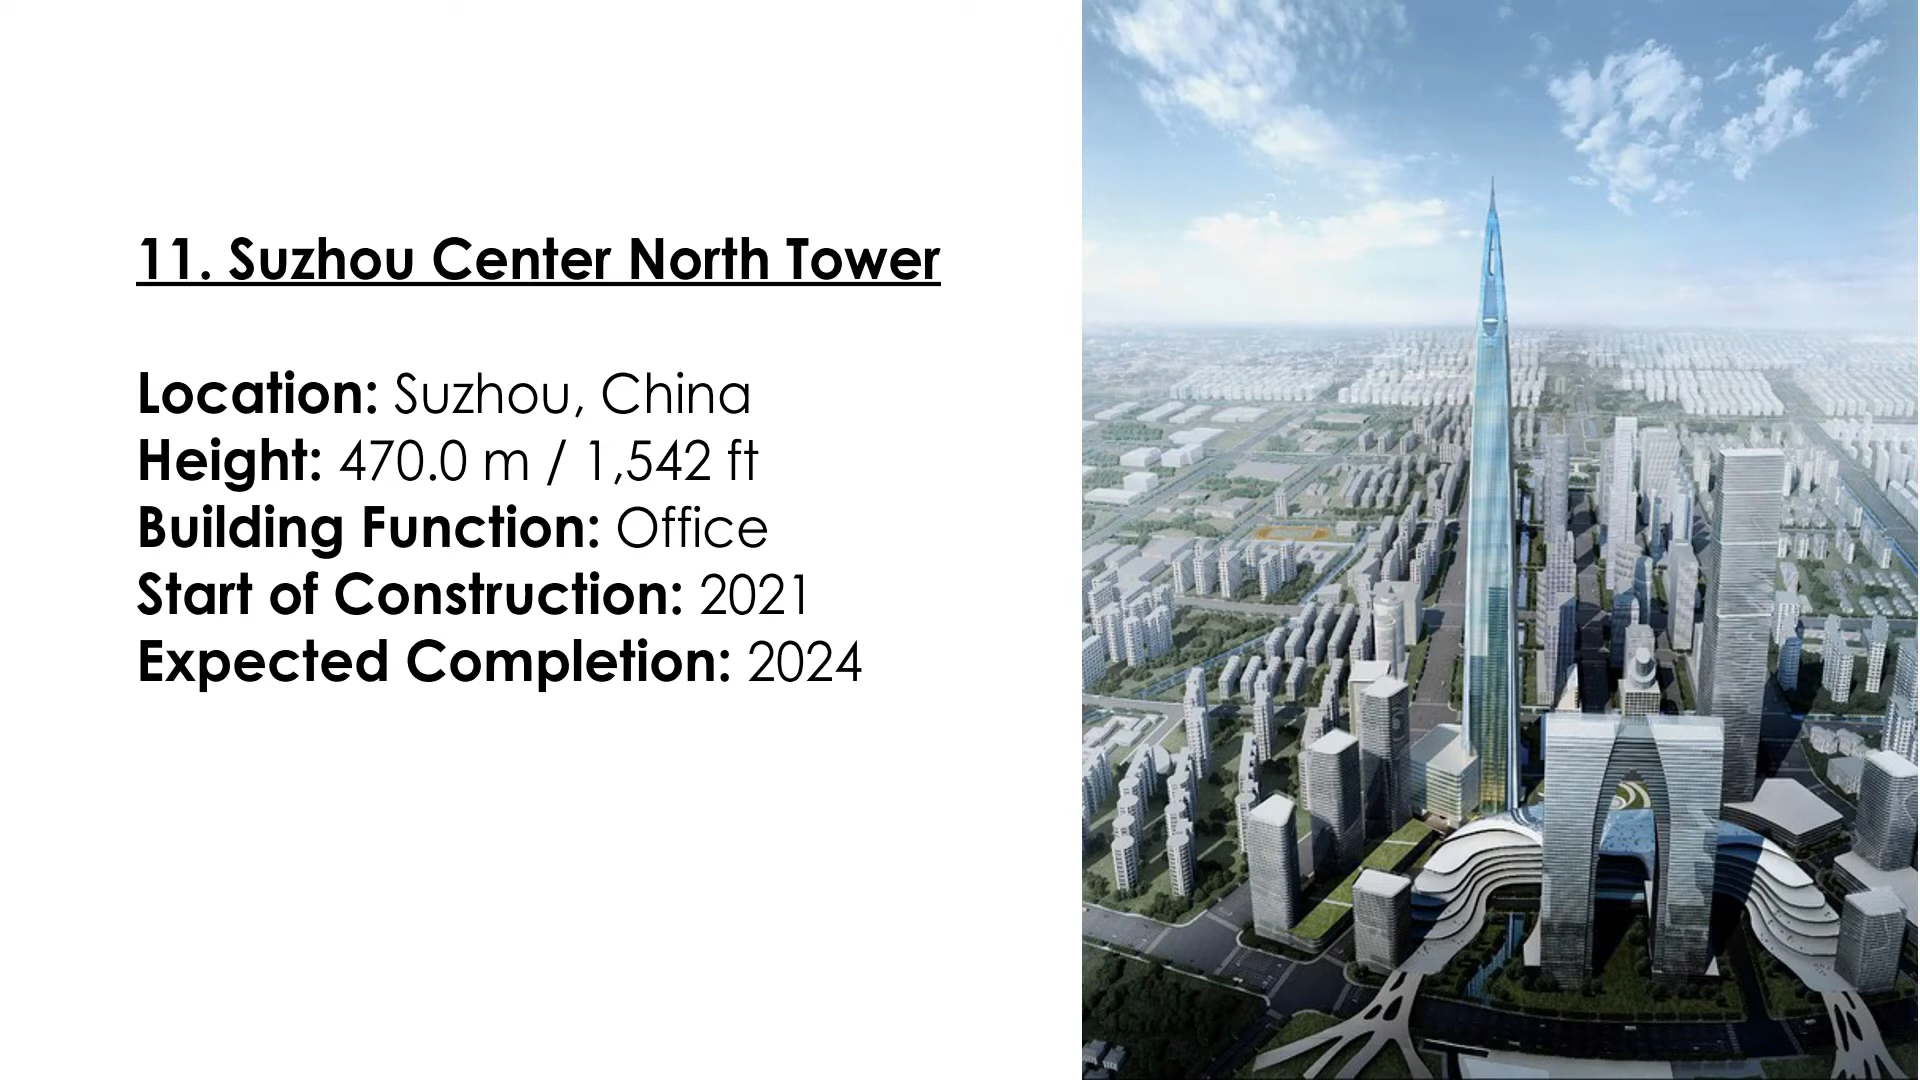 11. Suzhou Center North Tower
Location: Suzhou, China
Height: 470.0 m / 1,542 ft
Building Function: Office
Start of Construction: 2021
Expected Completion: 2024